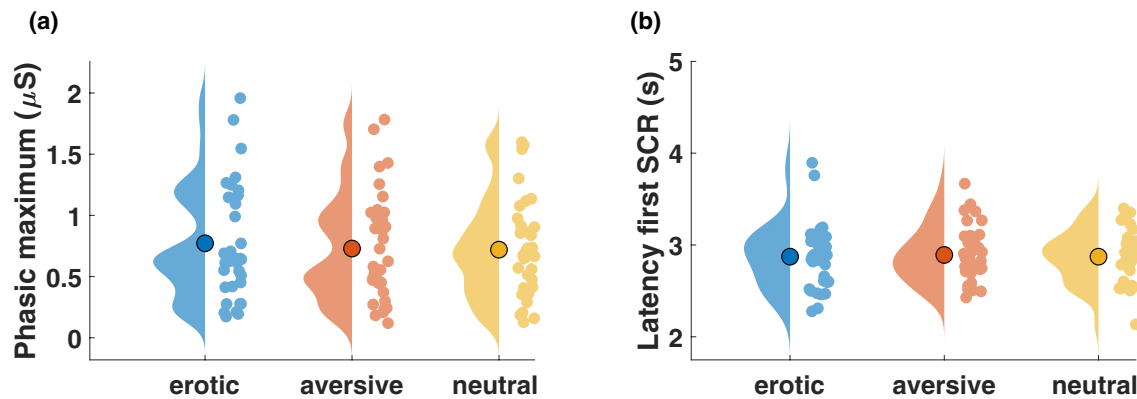 (a)
Phasic maximum (μS)
2
1.5
1
0.5
0
erotic aversive neutral
(b)
Latency first SCR (s)
5
4
3
2
erotic aversive neutral